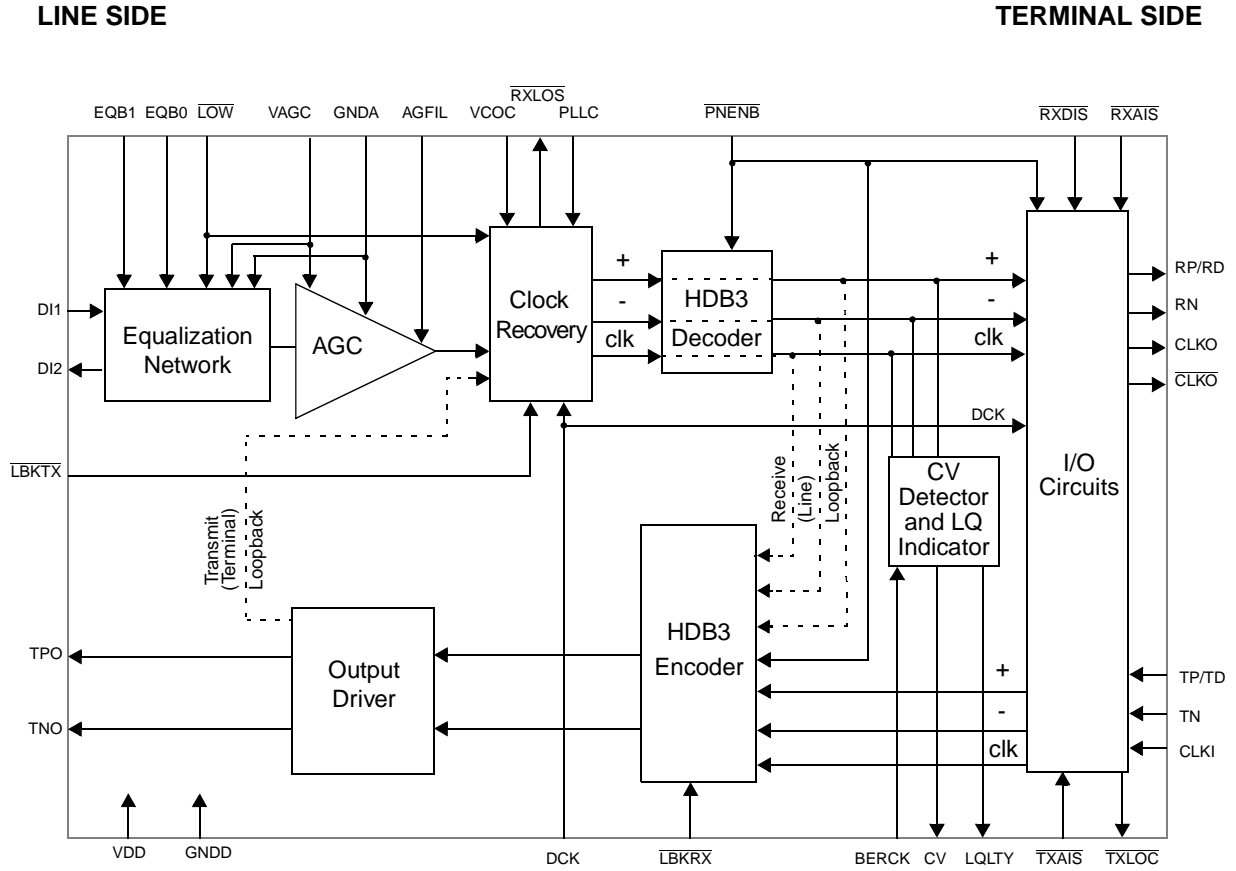 LINE SIDE
TERMINAL SIDE
RXLOS
EQB1 EQB0 LOW VAGC GNDA AGFIL VCOC PLLC PNENB RXDIS RXAIS
DI1
DI2
Equalization
Network
AGC
Clock
Recovery
+
-
clk
HDB3
Decoder
+
-
clk
RP/RD
RN
CLKO
CLKO
DCK
LBKTX
I/O
Circuits
CV
Detector
and LQ
Indicator
Receive
(Line)
Loopback
Transmit
(Terminal)
Loopback
HDB3
Encoder
Output
Driver
TPO
TNO
+
-
clk
TP/TD
TN
CLKI
VDD GNDD DCK LBKRX BERCK CV LQLTY TXAIS TXLOC